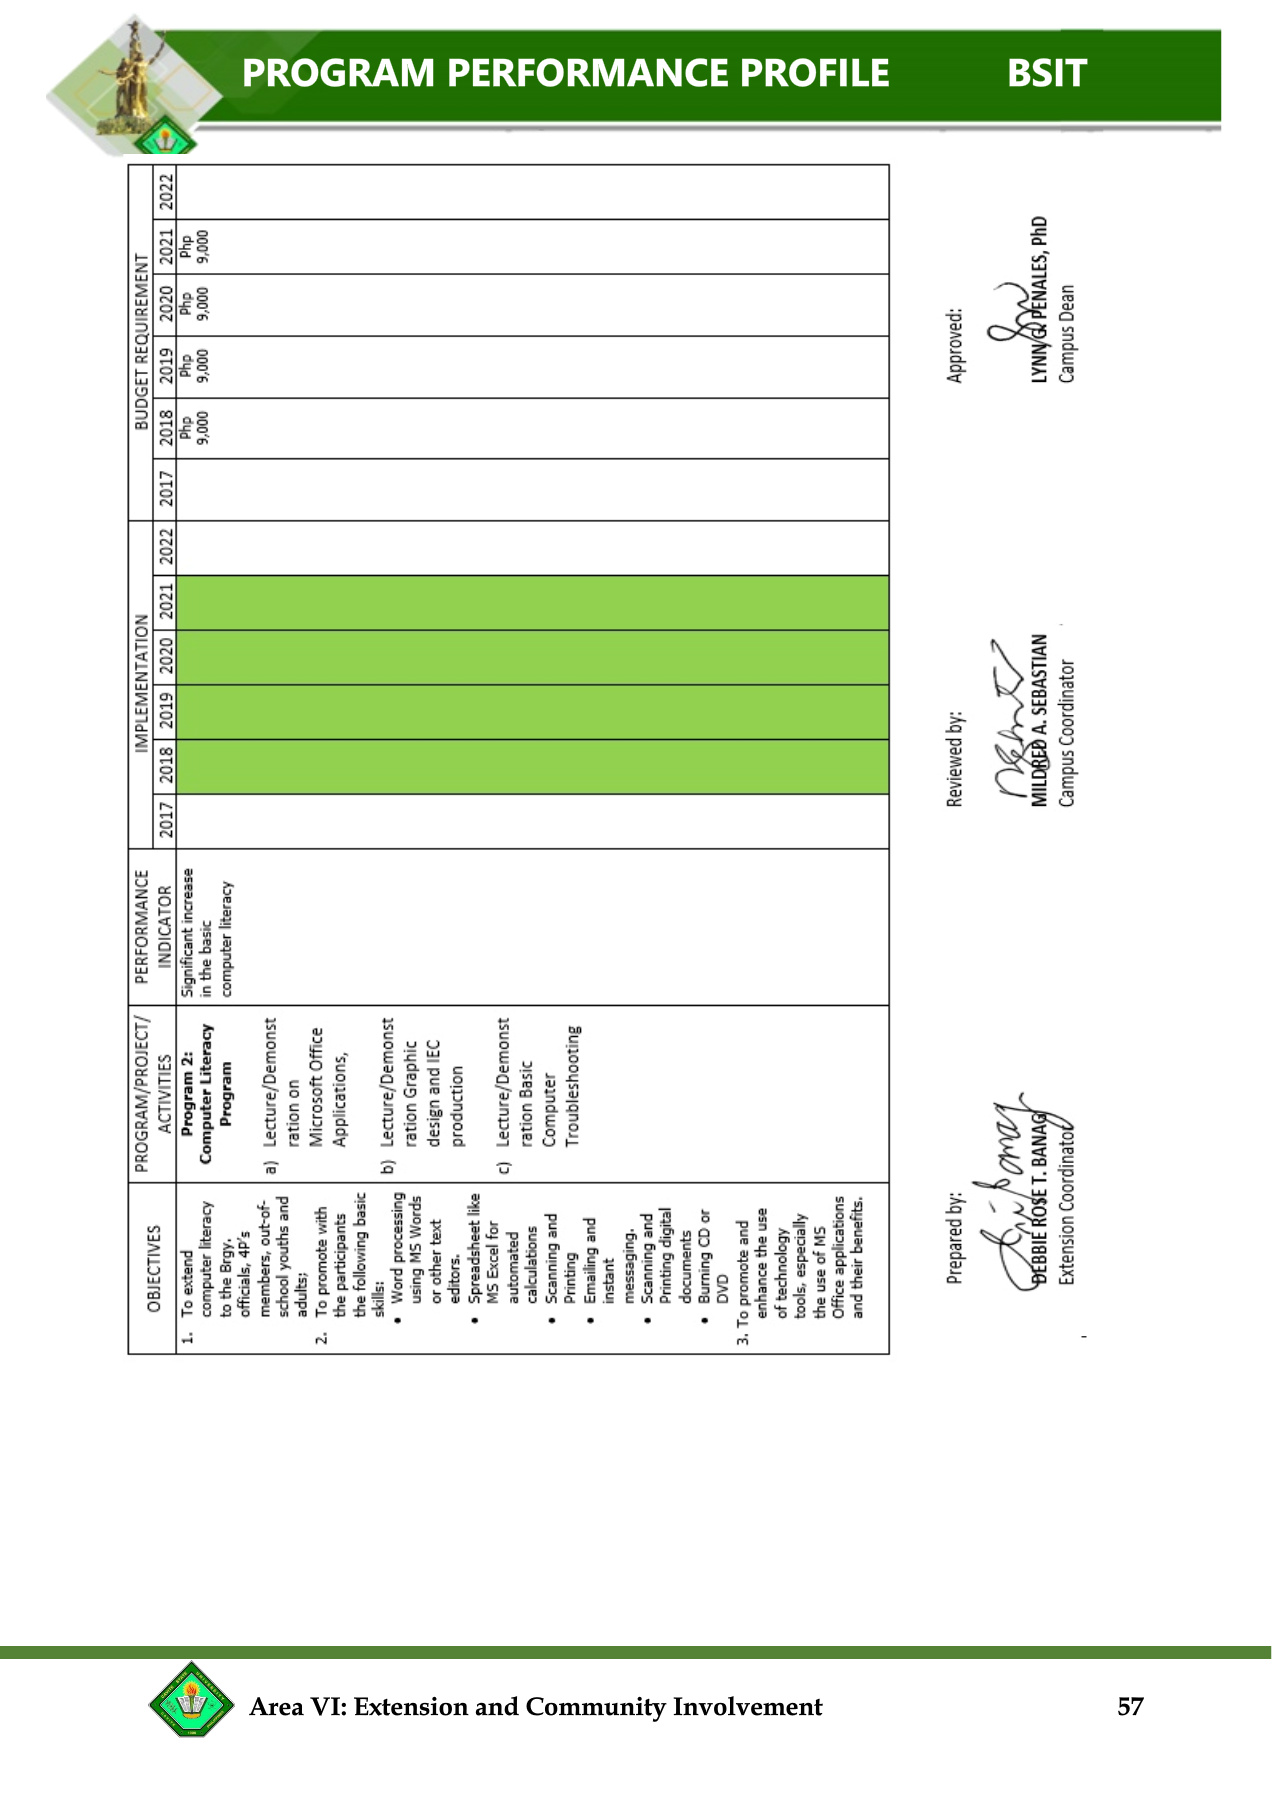 PROGRAM PERFORMANCE PROFILE BSIT
OBJECTIVES
PROGRAM/PROJECT/
ACTIVITIES
PERFORMANCE
INDICATOR
IMPLEMENTATION
BUDGET REQUIREMENT
2017 2018 2019 2020 2021 2022
2017 2018 2019 2020 2021 2022
1. To extend
computer literacy
to the Brgy.
officials, 4P's
members, out-of-
school youths and
adults;
2. To promote with
the participants
the following basic
skills:
• Word processing
using MS Words
or other text
editors.
• Spreadsheet like
MS Excel for
automated
calculations
• Scanning and
Printing
• Emailing and
instant
messaging.
• Scanning and
Printing digital
documents
• Burning CD or
DVD
3. To promote and
enhance the use
of technology
tools, especially
the use of MS
Office applications
and their benefits.
Program 2:
Computer Literacy
Program
a) Lecture/Demonst
ration on
Microsoft Office
Applications,
b) Lecture/Demonst
ration Graphic
design and IEC
production
c) Lecture/Demonst
ration Basic
Computer
Troubleshooting
Significant increase
in the basic
computer literacy
Php
9,000
Php
9,000
Php
9,000
Php
9,000
Prepared by:
DEBBIE ROSE T. BANAG
Extension Coordinator
Reviewed by:
MILDRED A. SEBASTIAN
Campus Coordinator
Approved:
LYNN G. PENALES, PhD
Campus Dean
Area VI: Extension and Community Involvement 57